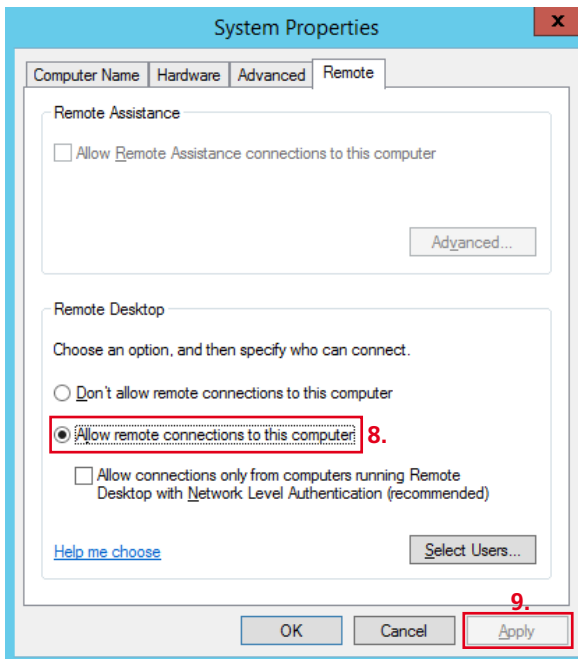 System Properties
x
Computer Name Hardware Advanced Remote
Remote Assistance
Allow Remote Assistance connections to this computer
Advanced...
Remote Desktop
Choose an option, and then specify who can connect.
Don't allow remote connections to this computer
Allow remote connections to this computer 8.
Allow connections only from computers running Remote
Desktop with Network Level Authentication (recommended)
Help me choose Select Users...
9.
OK Cancel Apply